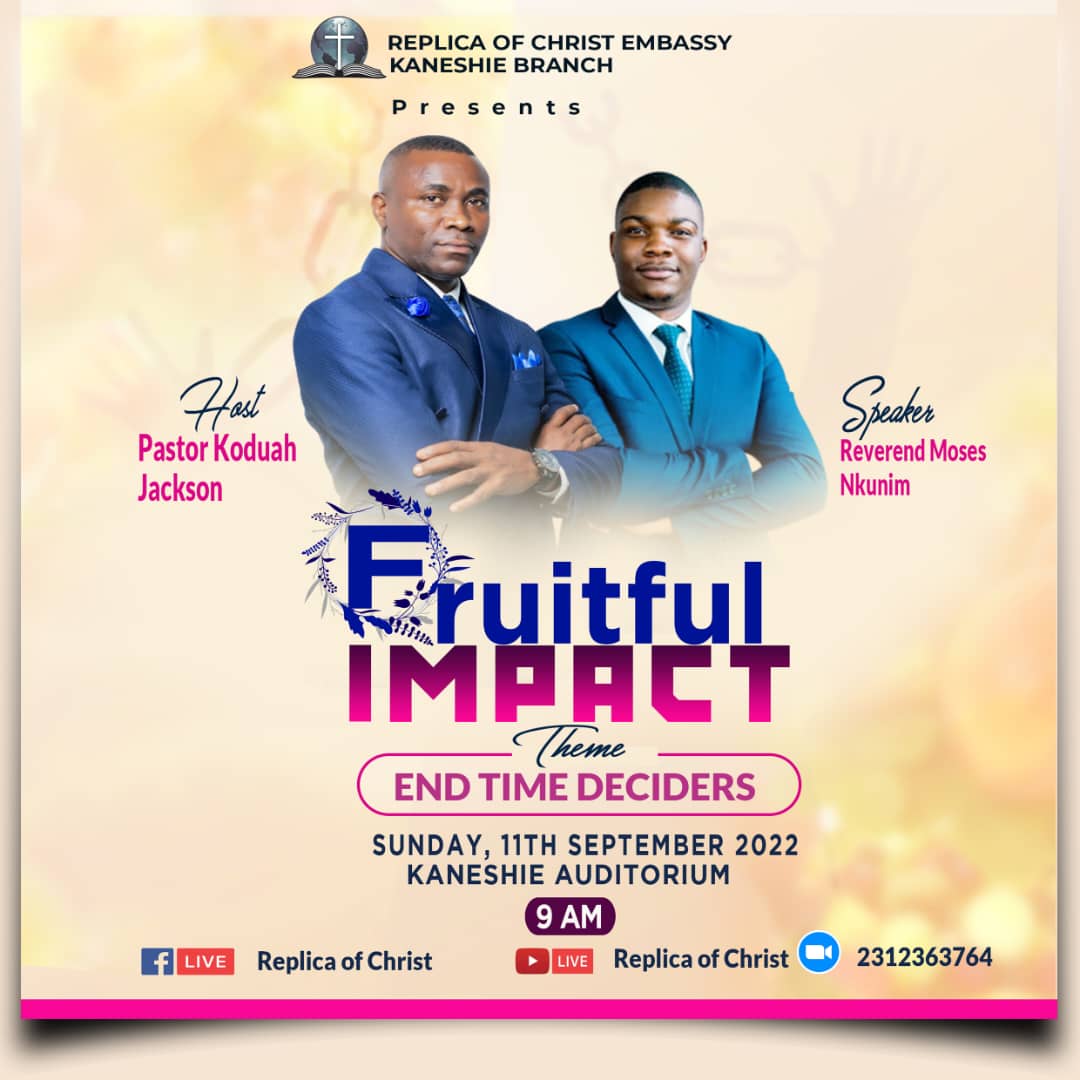 REPLICA OF CHRIST EMBASSY
KANESHIE BRANCH
Presents
Host
Pastor Koduah
Jackson
Speaker
Reverend Moses
Nkunim
Fruitful
IMPACT
Theme
END TIME DECIDERS
SUNDAY, 11TH SEPTEMBER 2022
KANESHIE AUDITORIUM
9 AM
LIVE Replica of Christ LIVE Replica of Christ 2312363764